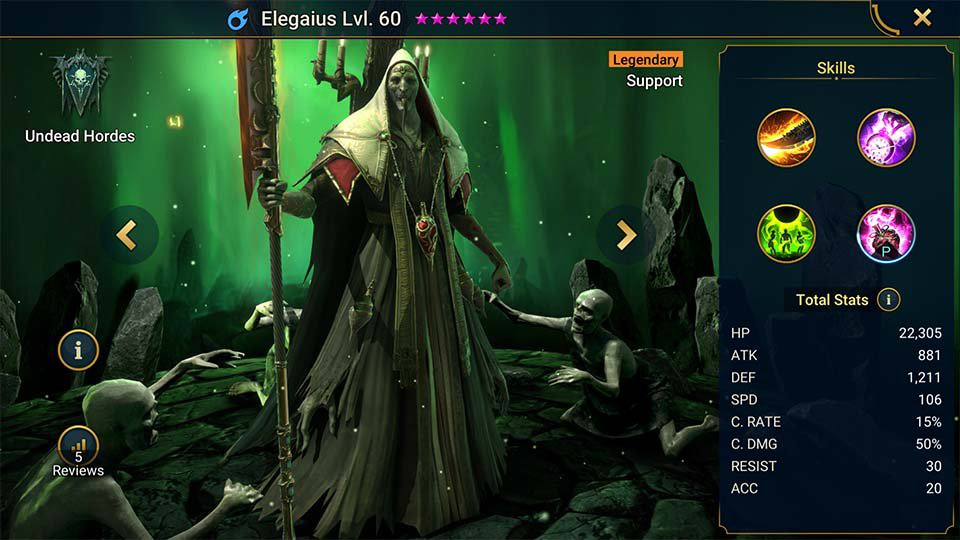 Elegaius Lvl. 60
Legendary
Support
Undead Hordes
5
Reviews
Skills
P
Total Stats i
HP 22,305
ATK 881
DEF 1,211
SPD 106
C. RATE 15%
C. DMG 50%
RESIST 30
ACC 20
i